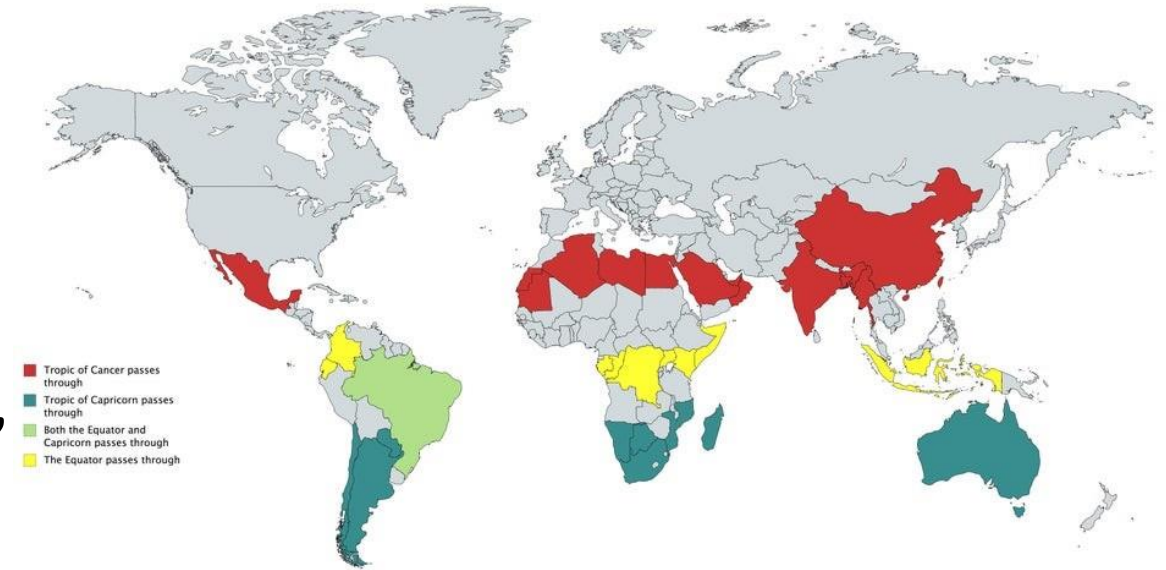 Tropic of Cancer passes
through
Tropic of Capricorn passes
through
Both the Equator and
Capricorn passes through
The Equator passes through